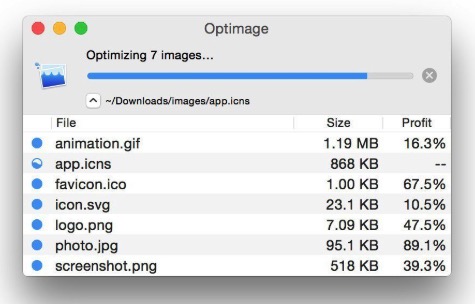 Optimage
Optimizing 7 images...
~/Downloads/images/app.icns
File Size Profit
animation.gif 1.19 MB 16.3%
app.icns 868 KB --
favicon.ico 1.00 KB 67.5%
icon.svg 23.1 KB 10.5%
logo.png 7.09 KB 47.5%
photo.jpg 95.1 KB 89.1%
screenshot.png 518 KB 39.3%